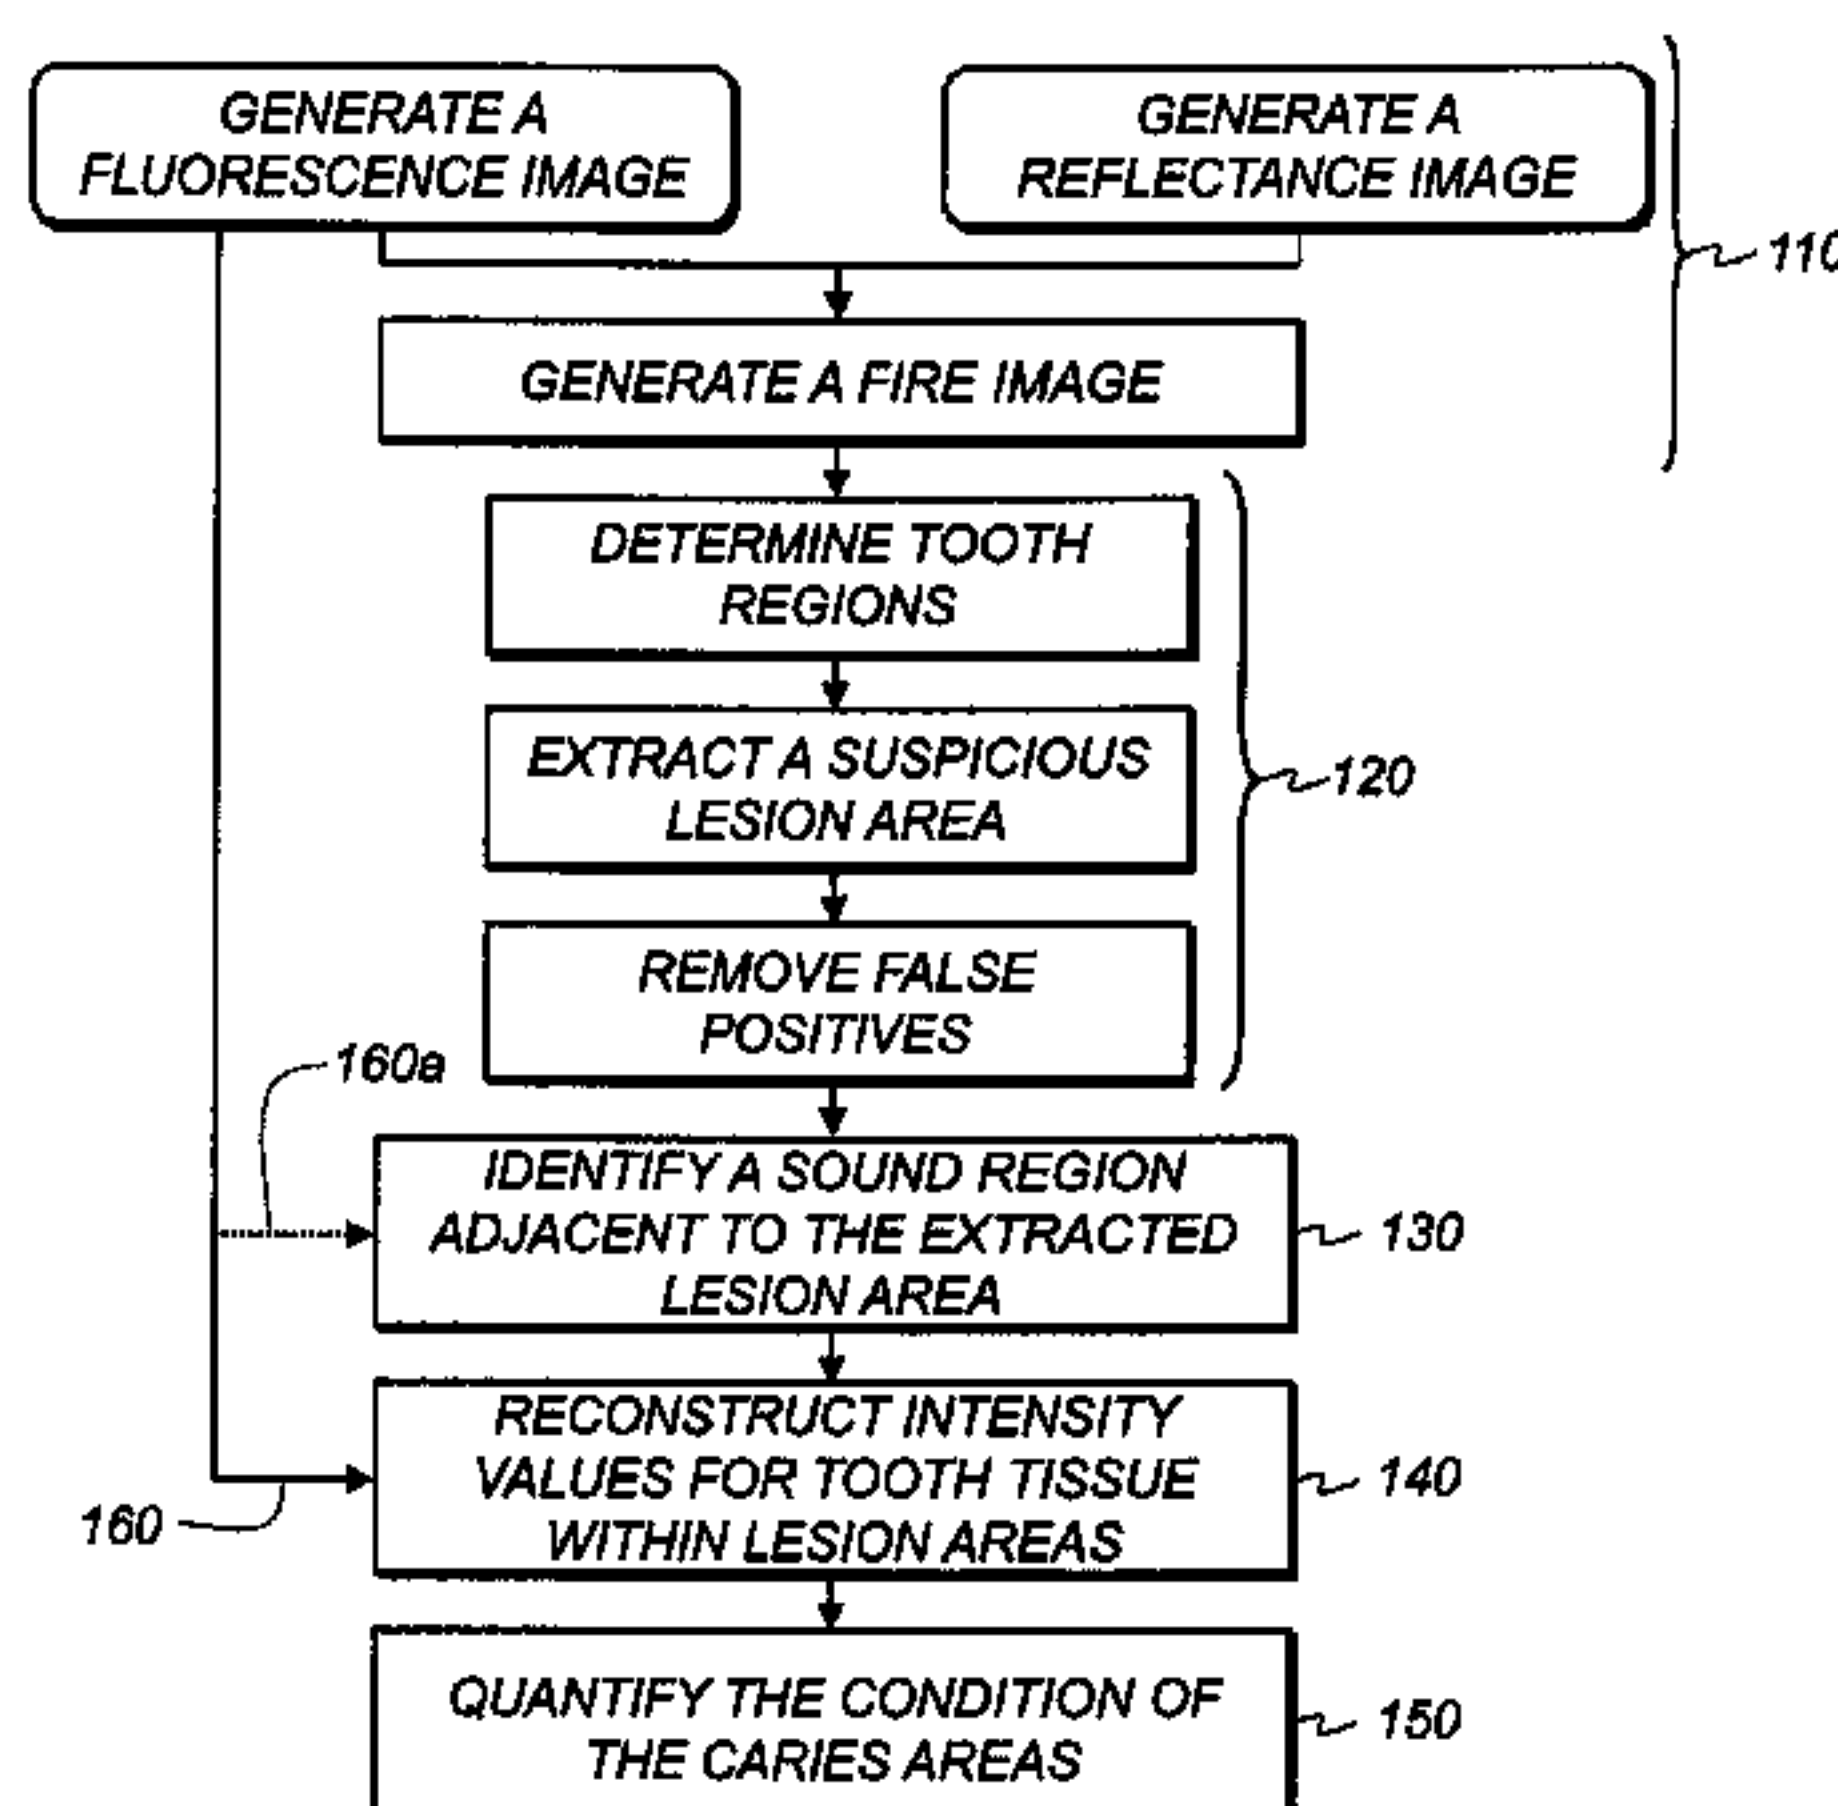 GENERATE A
FLUORESCENCE IMAGE
GENERATE A
REFLECTANCE IMAGE
110
GENERATE A FIRE IMAGE
DETERMINE TOOTH
REGIONS
EXTRACT A SUSPICIOUS
LESION AREA
120
REMOVE FALSE
POSITIVES
160a
IDENTIFY A SOUND REGION
ADJACENT TO THE EXTRACTED
LESION AREA
130
RECONSTRUCT INTENSITY
VALUES FOR TOOTH TISSUE
WITHIN LESION AREAS
140
160
QUANTIFY THE CONDITION OF
THE CARIES AREAS
150